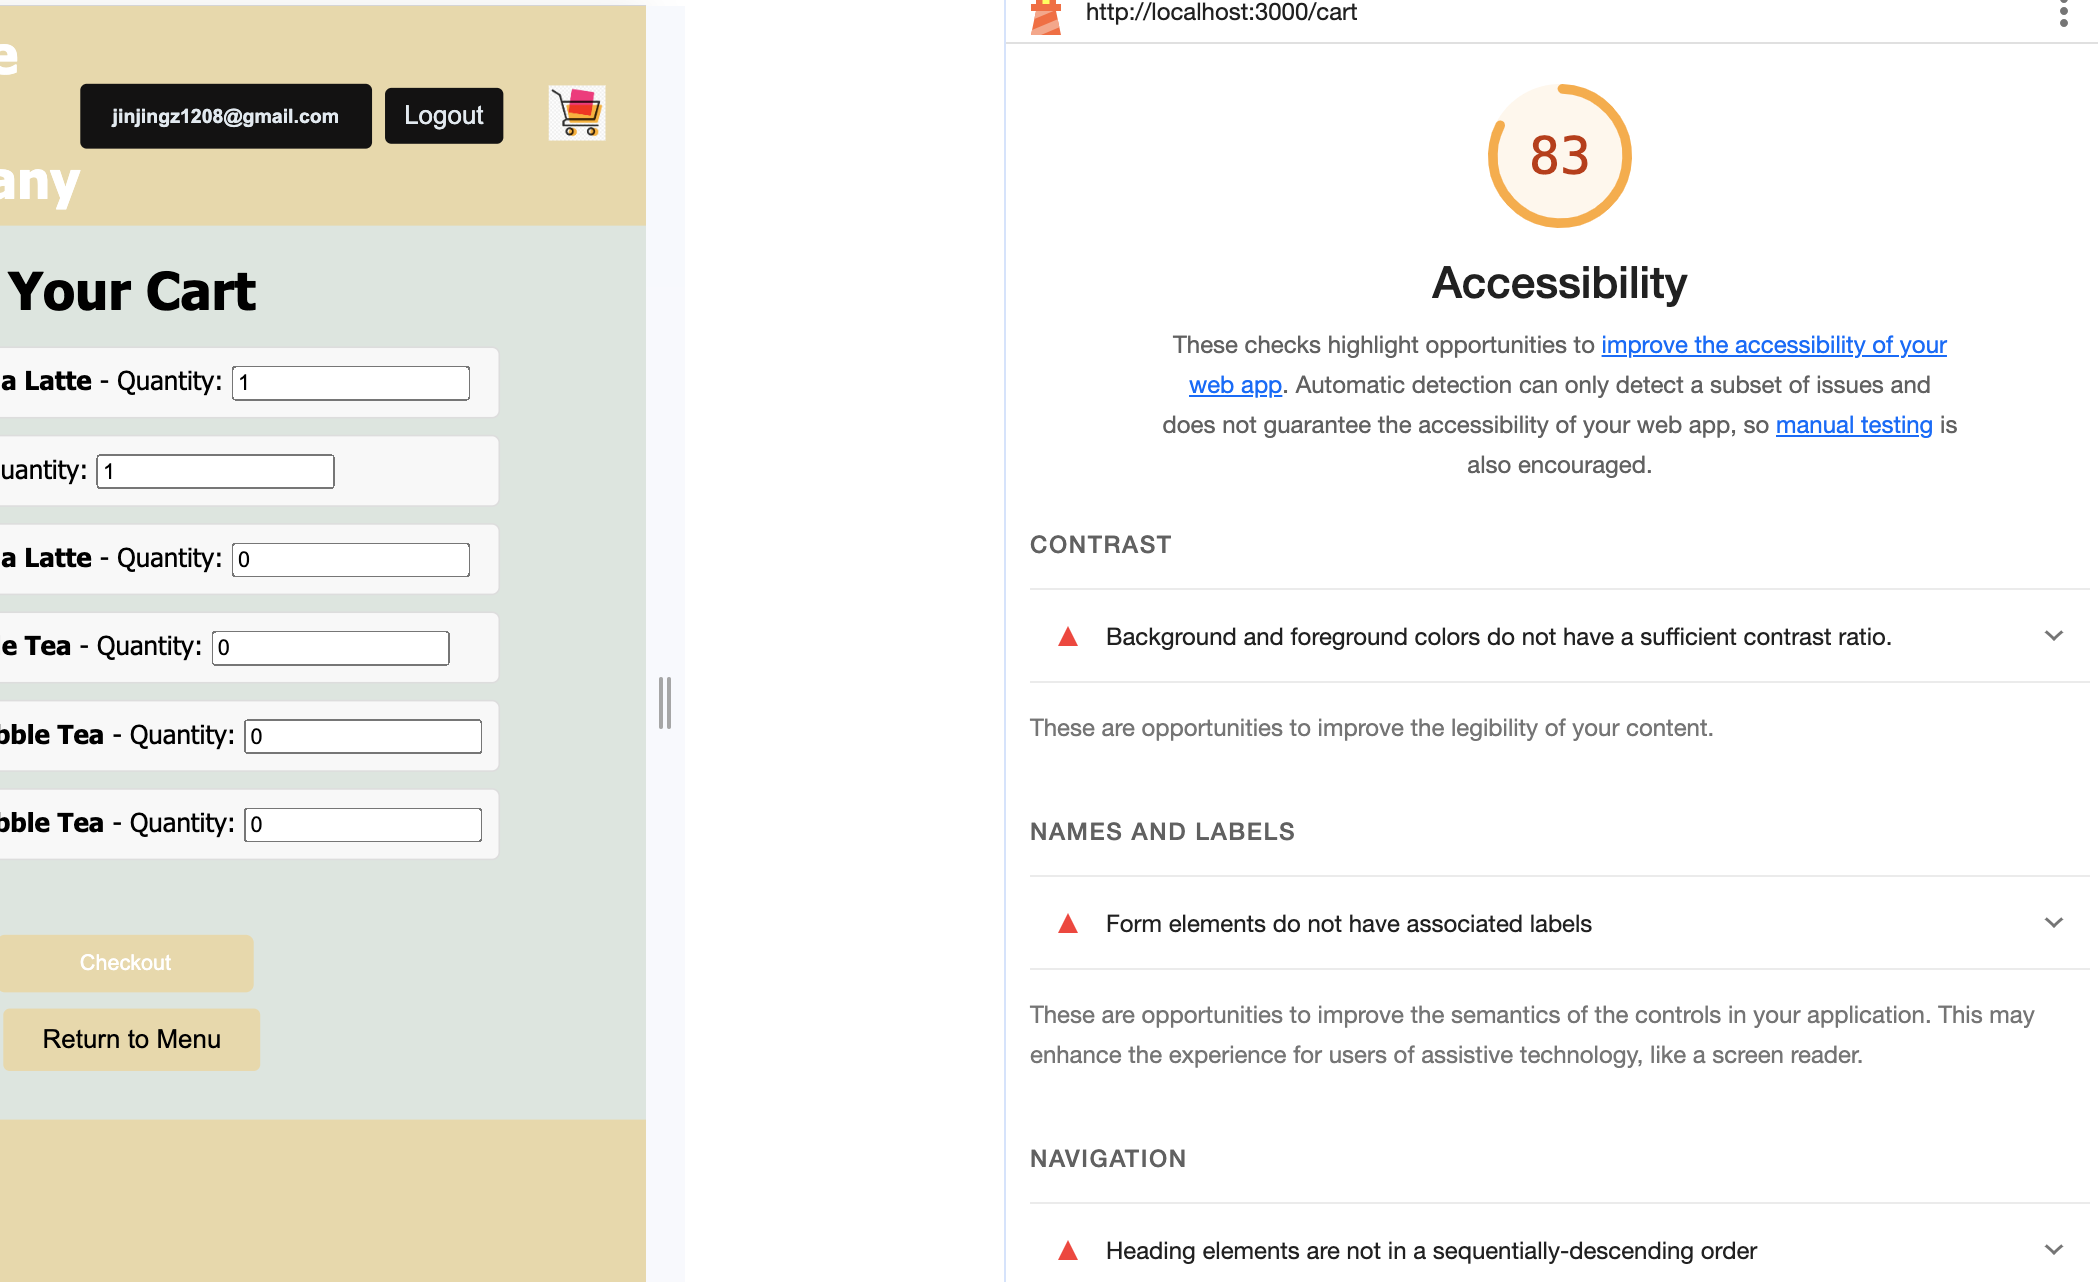 e
any
jinjingz1208@gmail.com
Logout
Your Cart
a Latte - Quantity: 1
uantity: 1
a Latte - Quantity: 0
e Tea - Quantity: 0
bble Tea - Quantity: 0
bble Tea - Quantity: 0
Checkout
Return to Menu
http://localhost:3000/cart
83
Accessibility
These checks highlight opportunities to improve the accessibility of your
web app. Automatic detection can only detect a subset of issues and
does not guarantee the accessibility of your web app, so manual testing is
also encouraged.
CONTRAST
Background and foreground colors do not have a sufficient contrast ratio.
These are opportunities to improve the legibility of your content.
NAMES AND LABELS
Form elements do not have associated labels
These are opportunities to improve the semantics of the controls in your application. This may
enhance the experience for users of assistive technology, like a screen reader.
NAVIGATION
Heading elements are not in a sequentially-descending order